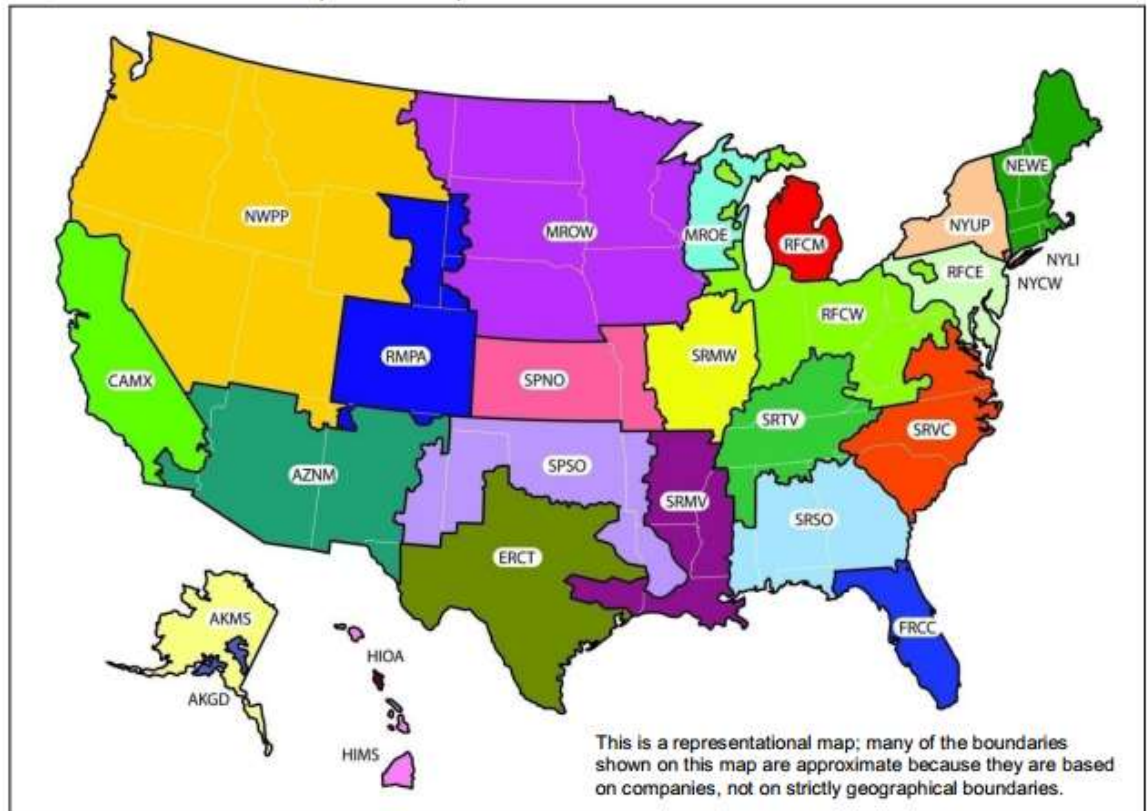 NEWE
NWPP
MROW
MROE
NYUP
RFCM
NYLI
RFCE
NYCW
RFCW
RMPA
SRMW
CAMX
SPNO
SRTV
SRVC
AZNM
SPSO
SRMV
SRSO
ERCT
AKMS
FRCC
HIOA
AKGD
HIMS
This is a representational map; many of the boundaries
shown on this map are approximate because they are based
on companies, not on strictly geographical boundaries.